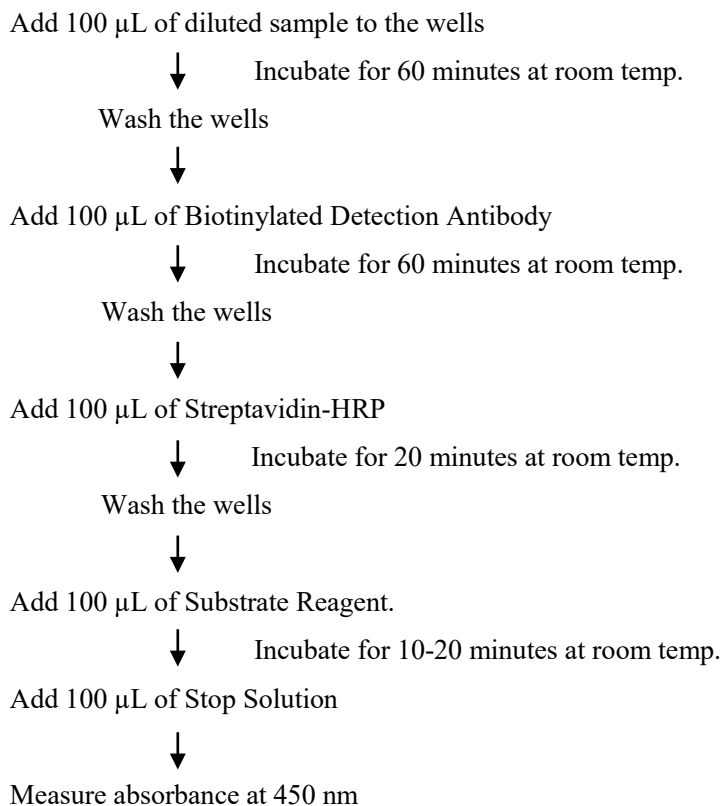 Add 100 µL of diluted sample to the wells
Incubate for 60 minutes at room temp.
Wash the wells
Add 100 µL of Biotinylated Detection Antibody
Incubate for 60 minutes at room temp.
Wash the wells
Add 100 µL of Streptavidin-HRP
Incubate for 20 minutes at room temp.
Wash the wells
Add 100 µL of Substrate Reagent.
Incubate for 10-20 minutes at room temp.
Add 100 µL of Stop Solution
Measure absorbance at 450 nm